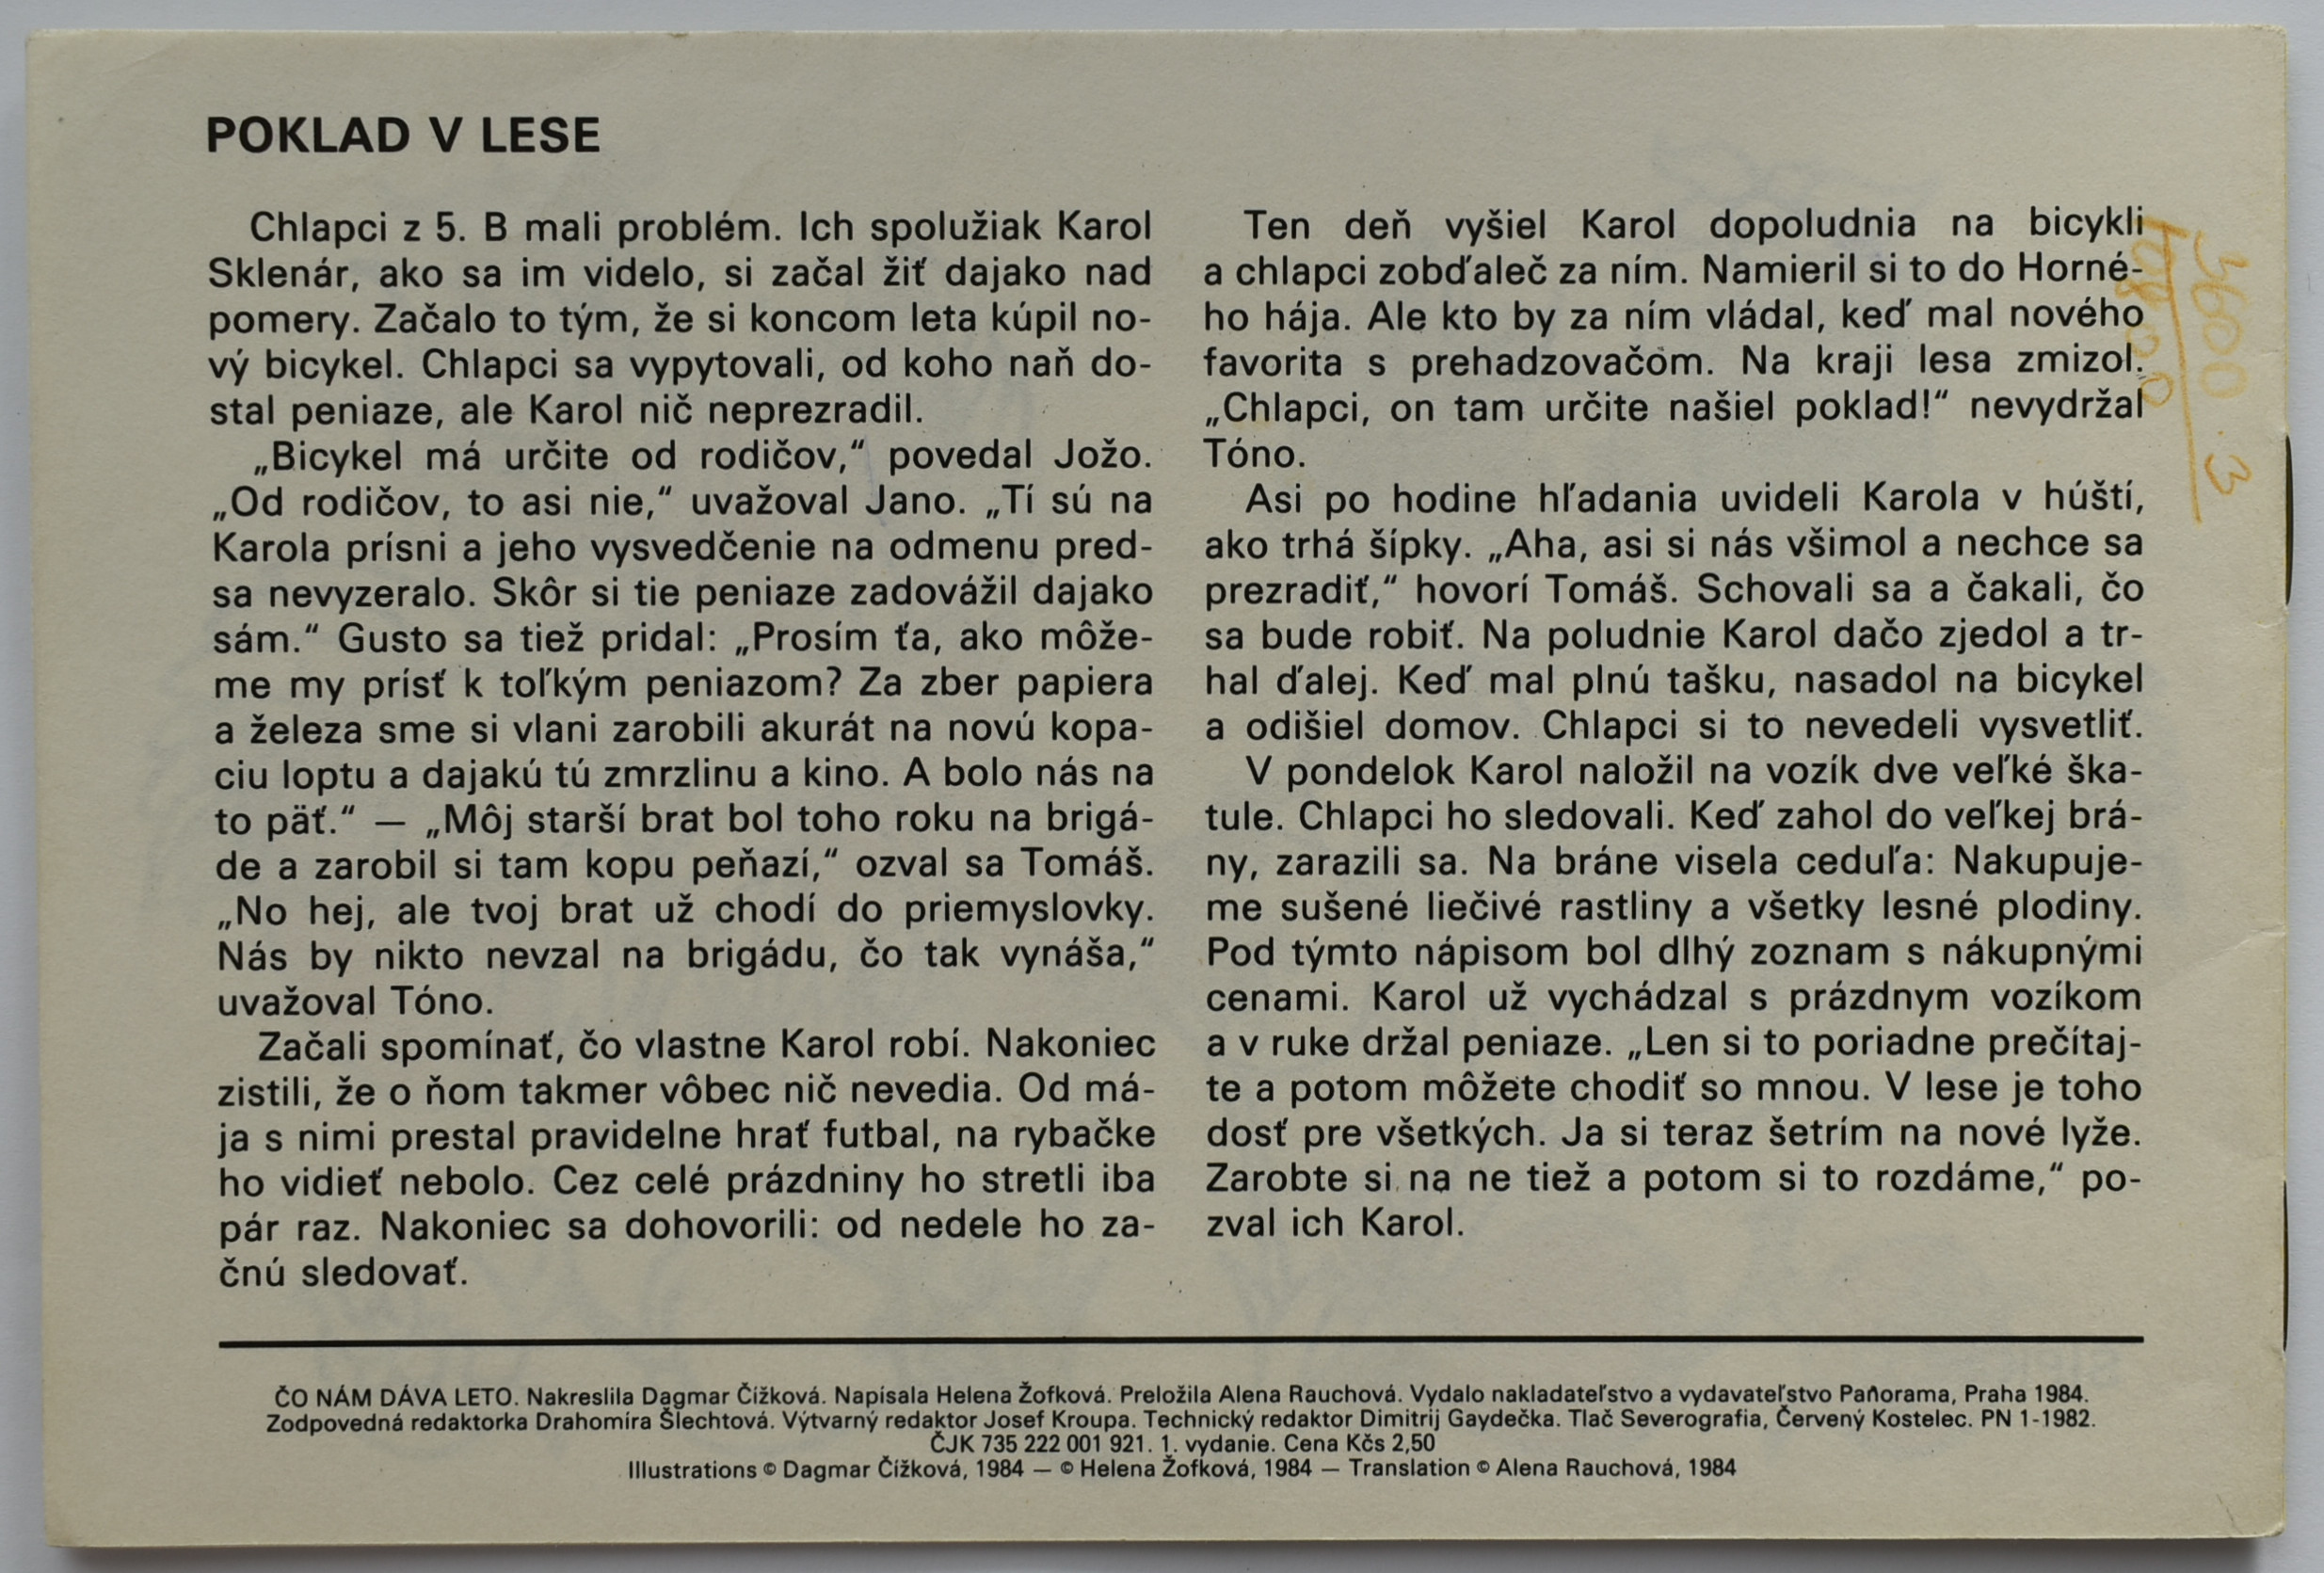 POKLAD V LESE
Chlapci z 5. B mali problém. Ich spolužiak Karol
Sklenár, ako sa im videlo, si začal žiť dajako nad
pomery. Začalo to tým, že si koncom leta kúpil no-
vý bicykel. Chlapci sa vypytovali, od koho naň do-
stal peniaze, ale Karol nič neprezradil.
„Bicykel má určite od rodičov,“ povedal Jožo.
„Od rodičov, to asi nie,“ uvažoval Jano. „Tí sú na
Karola prísni a jeho vysvedčenie na odmenu pred-
sa nevyzeralo. Skôr si tie peniaze zadovážil dajako
sám.“ Gusto sa tiež pridal: „Prosím ťa, ako môže-
me my prísť k toľkým peniazom? Za zber papiera
a železa sme si vlani zarobili akurát na novú kopa-
ciu loptu a dajakú tú zmrzlinu a kino. A bolo nás na
to päť.“ — „Môj starší brat bol toho roku na brigá-
de a zarobil si tam kopu peňazí,“ ozval sa Tomáš.
„No hej, ale tvoj brat už chodí do priemyslovky.
Nás by nikto nevzal na brigádu, čo tak vynáša,“
uvažoval Tóno.
Začali spomínať, čo vlastne Karol robí. Nakoniec
zistili, že o ňom takmer vôbec nič nevedia. Od má-
ja s nimi prestal pravidelne hrať futbal, na rybačke
ho vidieť nebolo. Cez celé prázdniny ho stretli iba
pár raz. Nakoniec sa dohovorili: od nedele ho za-
čnú sledovať.
Ten deň vyšiel Karol dopoludnia na bicykli
a chlapci zobďaleč za ním. Namieril si to do Horné-
ho hája. Ale kto by za ním vládal, keď mal nového
favorita s prehadzovačom. Na kraji lesa zmizol.
„Chlapci, on tam určite našiel poklad!“ nevydržal
Tóno.
Asi po hodine hľadania uvideli Karola v húští,
ako trhá šípky. „Aha, asi si nás všimol a nechce sa
prezradiť,“ hovorí Tomáš. Schovali sa a čakali, čo
sa bude robiť. Na poludnie Karol dačo zjedol a tr-
hal ďalej. Keď mal plnú tašku, nasadol na bicykel
a odišiel domov. Chlapci si to nevedeli vysvetliť.
V pondelok Karol naložil na vozík dve veľké ška-
tule. Chlapci ho sledovali. Keď zahol do veľkej brá-
ny, zarazili sa. Na bráne visela ceduľa: Nakupuje-
me sušené liečivé rastliny a všetky lesné plodiny.
Pod týmto nápisom bol dlhý zoznam s nákupnými
cenami. Karol už vychádzal s prázdnym vozíkom
a v ruke držal peniaze. „Len si to poriadne prečítaj-
te a potom môžete chodiť so mnou. V lese je toho
dosť pre všetkých. Ja si teraz šetrím na nové lyže.
Zarobte si na ne tiež a potom si to rozdáme,“ po-
zval ich Karol.
3600 . 3
ČO NÁM DÁVA LETO. Nakreslila Dagmar Čížková. Napísala Helena Žofková. Preložila Alena Rauchová. Vydalo nakladateľstvo a vydavateľstvo Paňorama, Praha 1984.
Zodpovedná redaktorka Drahomíra Šlechtová. Výtvarný redaktor Josef Kroupa. Technický redaktor Dimitrij Gaydečka. Tlač Severografia, Červený Kostelec. PN 1-1982.
ČJK 735 222 001 921. 1. vydanie. Cena Kčs 2,50
Illustrations © Dagmar Čížková, 1984 — © Helena Žofková, 1984 — Translation © Alena Rauchová, 1984